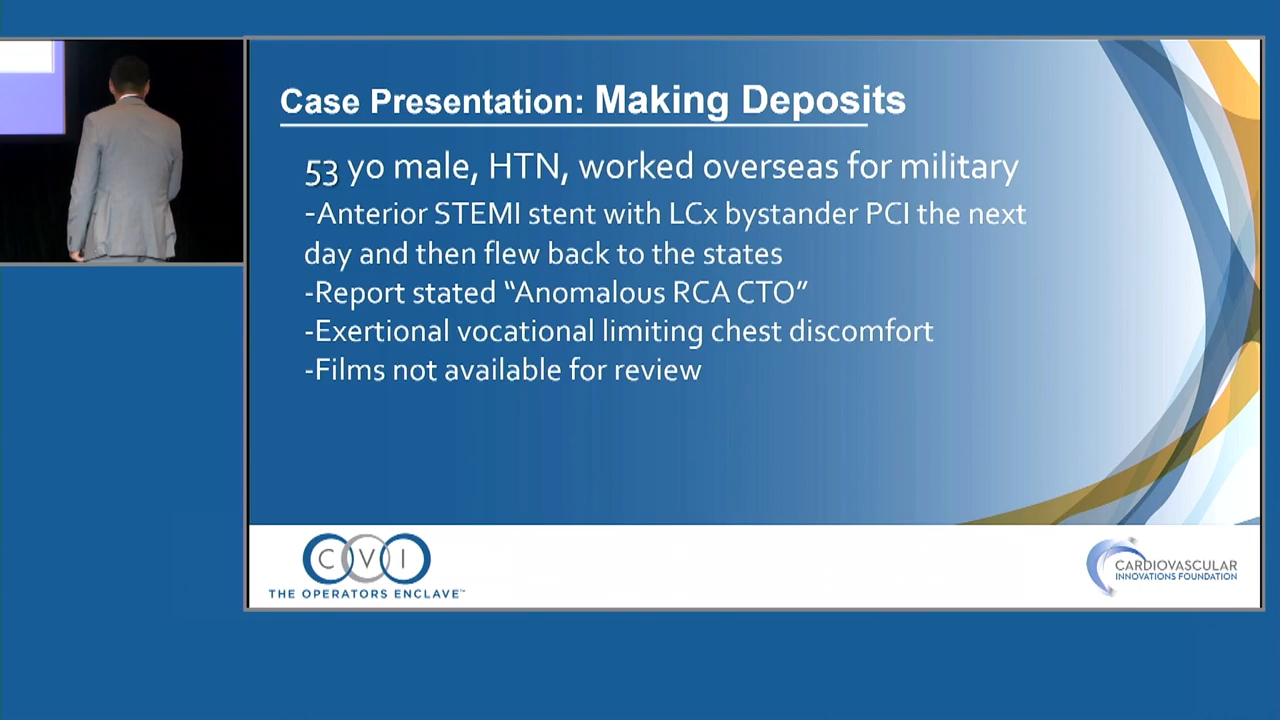 Case Presentation: Making Deposits
53 yo male, HTN, worked overseas for military
-Anterior STEMI stent with LCx bystander PCI the next
day and then flew back to the states
-Report stated “Anomalous RCA CTO”
-Exertional vocational limiting chest discomfort
-Films not available for review
CVI
THE OPERATORS ENCLAVE™
CARDIOVASCULAR
INNOVATIONS FOUNDATION